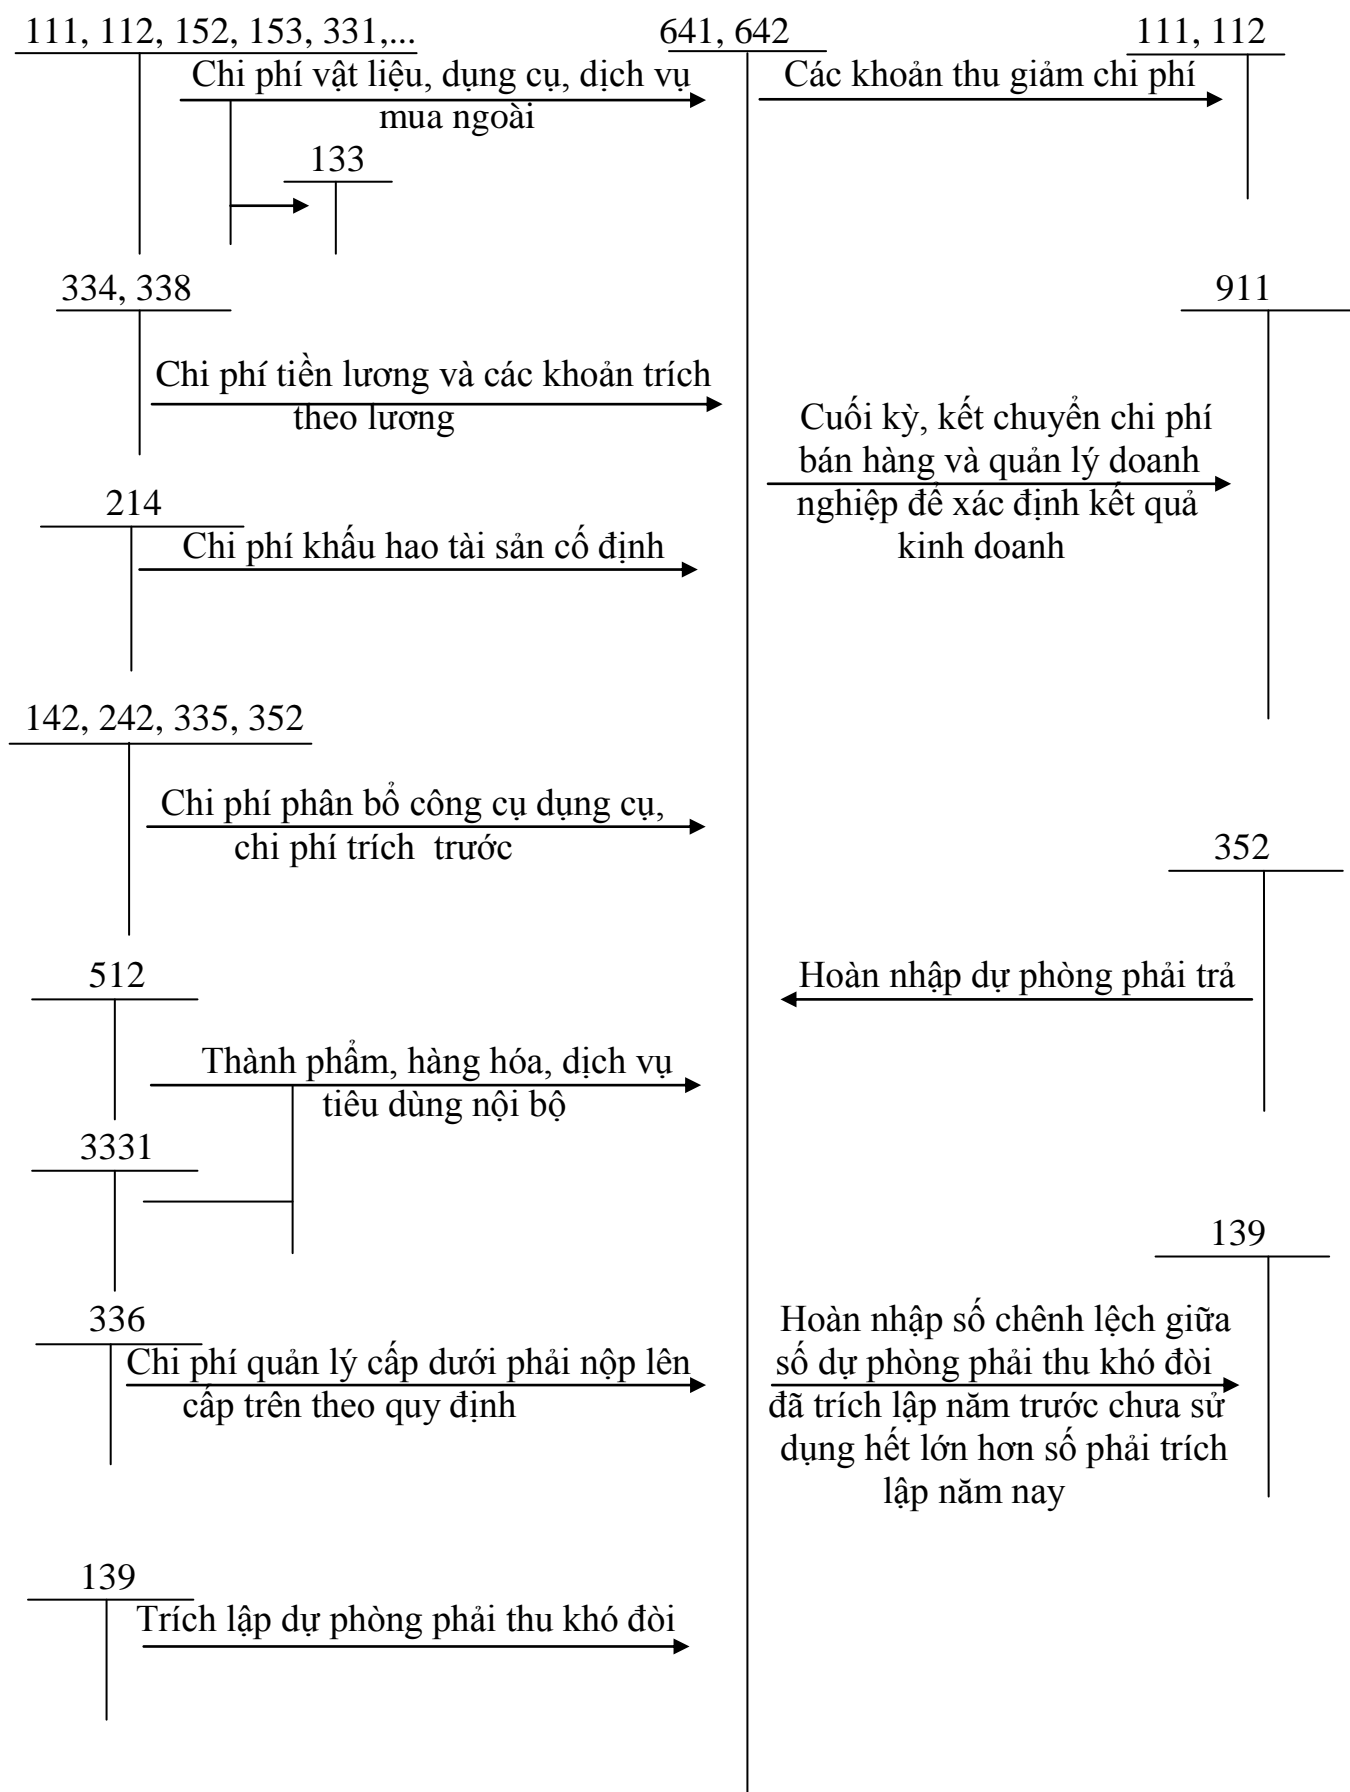 111, 112, 152, 153, 331,...
641, 642
111, 112
Chi phí vật liệu, dụng cụ, dịch vụ
mua ngoài
Các khoản thu giảm chi phí
133
334, 338
911
Chi phí tiền lương và các khoản trích
theo lương
Cuối kỳ, kết chuyển chi phí
bán hàng và quản lý doanh
nghiệp để xác định kết quả
kinh doanh
214
Chi phí khấu hao tài sản cố định
142, 242, 335, 352
Chi phí phân bổ công cụ dụng cụ,
chi phí trích trước
352
Hoàn nhập dự phòng phải trả
512
Thành phẩm, hàng hóa, dịch vụ
tiêu dùng nội bộ
3331
139
336
Chi phí quản lý cấp dưới phải nộp lên
cấp trên theo quy định
Hoàn nhập số chênh lệch giữa
số dự phòng phải thu khó đòi
đã trích lập năm trước chưa sử
dụng hết lớn hơn số phải trích
lập năm nay
139
Trích lập dự phòng phải thu khó đòi